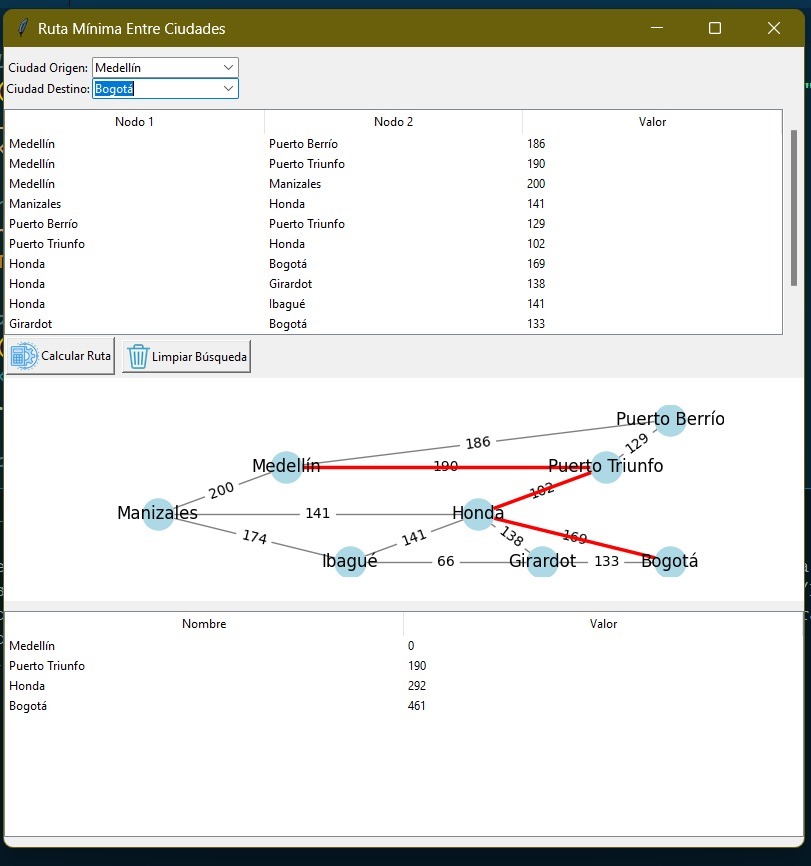 Ruta Mínima Entre Ciudades
Ciudad Origen: Medellín
Ciudad Destino: Bogotá
Nodo 1 Nodo 2 Valor
Medellín Puerto Berrío 186
Medellín Puerto Triunfo 190
Medellín Manizales 200
Manizales Honda 141
Puerto Berrío Puerto Triunfo 129
Puerto Triunfo Honda 102
Honda Bogotá 169
Honda Girardot 138
Honda Ibagué 141
Girardot Bogotá 133
Calcular Ruta Limpiar Búsqueda
Puerto Berrío
186 129
Medellín 190 Puerto Triunfo
200 102
Manizales 141 Honda
174 141 138 169
Ibagué 66 Girardot 133 Bogotá
Nombre Valor
Medellín 0
Puerto Triunfo 190
Honda 292
Bogotá 461